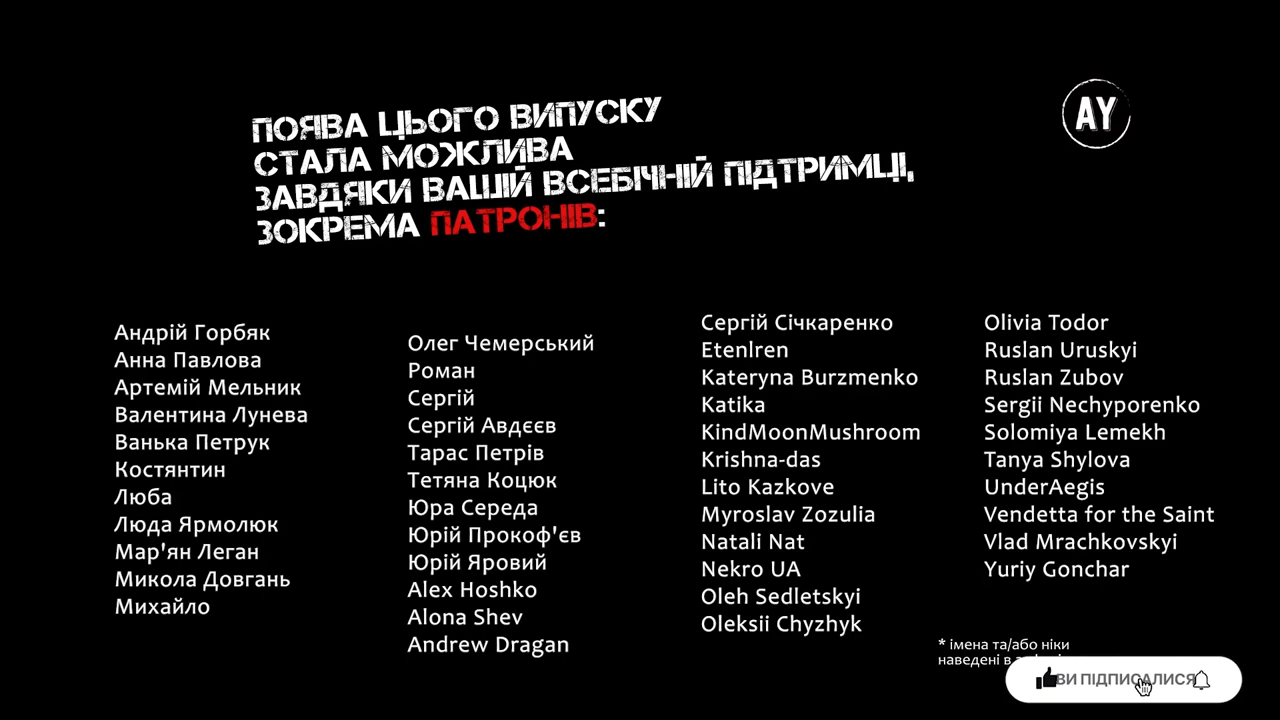 ПОЯВА ЦЬОГО ВИПУСКУ
СТАЛА МОЖЛИВА
ЗАВДЯКИ ВАШІЙ ВСЕБІЧНІЙ ПІДТРИМЦІ,
ЗОКРЕМА ПАТРОНІВ:
AY
Андрій Горбяк
Анна Павлова
Артемій Мельник
Валентина Лунева
Ванька Петрук
Костянтин
Люба
Люда Ярмолюк
Мар'ян Леган
Микола Довгань
Михайло
Олег Чемерський
Роман
Сергій
Сергій Авдєєв
Тарас Петрів
Тетяна Коцюк
Юра Середа
Юрій Прокоф'єв
Юрій Яровий
Alex Hoshko
Alona Shev
Andrew Dragan
Сергій Січкаренко
Etenlren
Kateryna Burzmenko
Katika
KindMoonMushroom
Krishna-das
Lito Kazkove
Myroslav Zozulia
Natali Nat
Nekro UA
Oleh Sedletskyi
Oleksii Chyzhyk
Olivia Todor
Ruslan Uruskyi
Ruslan Zubov
Sergii Nechyporenko
Solomiya Lemekh
Tanya Shylova
UnderAegis
Vendetta for the Saint
Vlad Mrachkovskyi
Yuriy Gonchar
* імена та/або ніки
наведені в
ВИ ПІДПИСАЛИСЯ